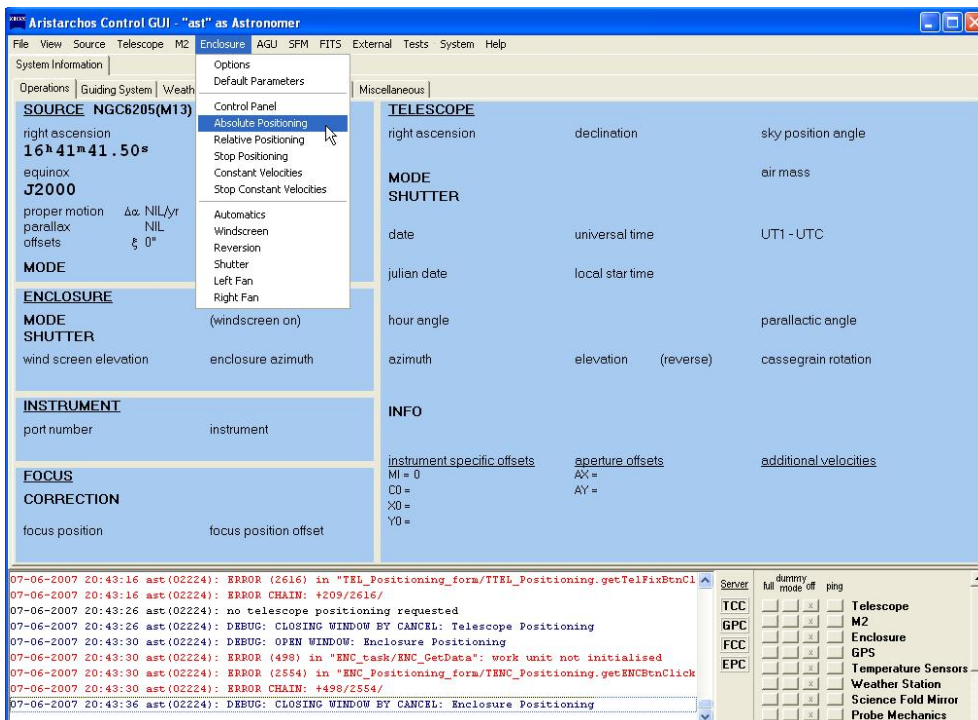 Aristarchos Control GUI - "ast" as Astronomer
File View Source Telescope M2 Enclosure AGU SFM FITS External Tests System Help
System Information
Operations Guiding System Weath Miscellaneous
Options
Default Parameters
Control Panel
Absolute Positioning
Relative Positioning
Stop Positioning
Constant Velocities
Stop Constant Velocities
Automatics
Windscreen
Reversion
Shutter
Left Fan
Right Fan
SOURCE NGC6205(M13)
right ascension
16h41m41.50s
equinox
J2000
proper motion Δα NIL/yr
parallax NIL
offsets ξ 0"
MODE
ENCLOSURE
MODE (windscreen on)
SHUTTER
wind screen elevation enclosure azimuth
INSTRUMENT
port number instrument
FOCUS
CORRECTION
focus position focus position offset
TELESCOPE
right ascension declination sky position angle
air mass
MODE
SHUTTER
date universal time UT1 - UTC
julian date local star time
hour angle parallactic angle
azimuth elevation (reverse) cassegrain rotation
INFO
instrument specific offsets aperture offsets additional velocities
MI = 0 AX =
C0 = AY =
X0 =
Y0 =
07-06-2007 20:43:16 ast(02224): ERROR (2616) in "TEL_Positioning_form/TTEL_Positioning.getTelFixBtnCl
07-06-2007 20:43:16 ast(02224): ERROR CHAIN: +209/2616/
07-06-2007 20:43:26 ast(02224): no telescope positioning requested
07-06-2007 20:43:26 ast(02224): DEBUG: CLOSING WINDOW BY CANCEL: Telescope Positioning
07-06-2007 20:43:30 ast(02224): DEBUG: OPEN WINDOW: Enclosure Positioning
07-06-2007 20:43:30 ast(02224): ERROR (498) in "ENC_task/ENC_GetData": work unit not initialised
07-06-2007 20:43:30 ast(02224): ERROR (2554) in "ENC_Positioning_form/TENC_Positioning.getENCBtnClick
07-06-2007 20:43:30 ast(02224): ERROR CHAIN: +498/2554/
07-06-2007 20:43:36 ast(02224): DEBUG: CLOSING WINDOW BY CANCEL: Enclosure Positioning
Server full dummy mode off ping
TCC
GPC
FCC
EPC
x Telescope
x M2
x Enclosure
x GPS
x Temperature Sensors
x Weather Station
x Science Fold Mirror
x Probe Mechanics